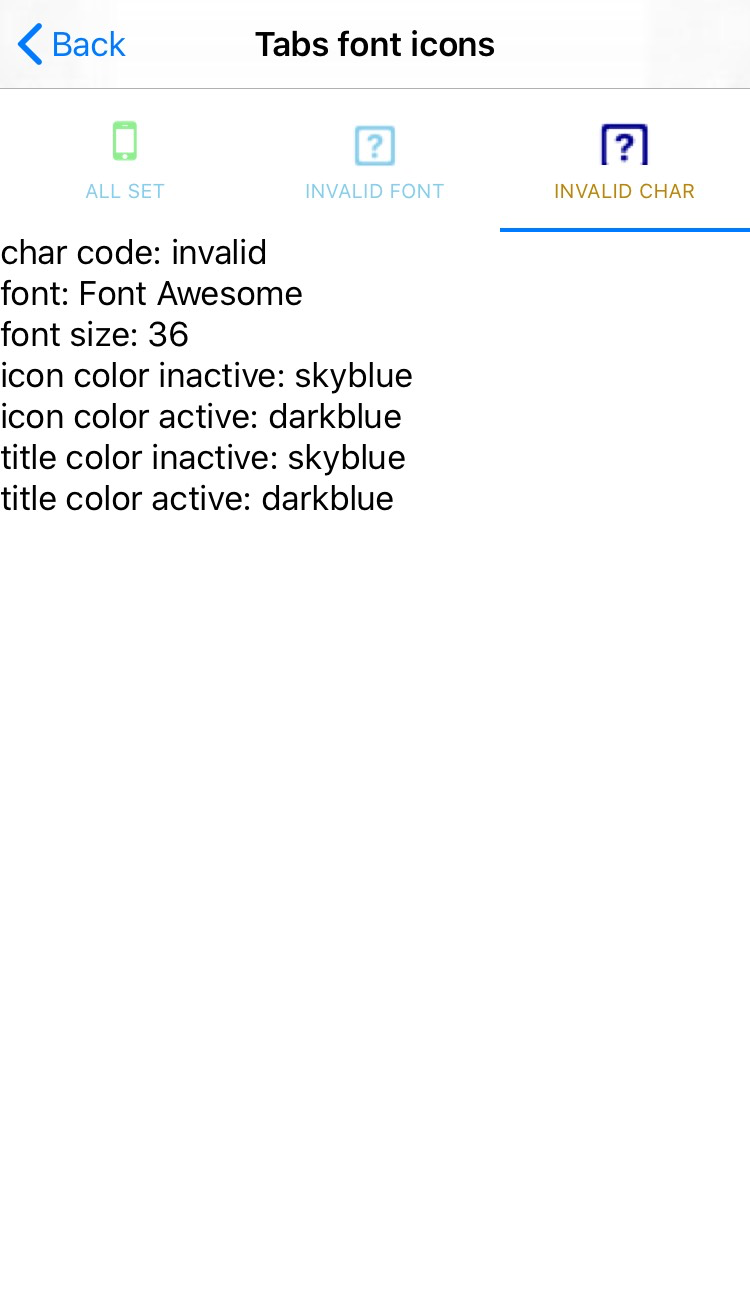 Back
Tabs font icons
ALL SET
INVALID FONT
INVALID CHAR
char code: invalid
font: Font Awesome
font size: 36
icon color inactive: skyblue
icon color active: darkblue
title color inactive: skyblue
title color active: darkblue